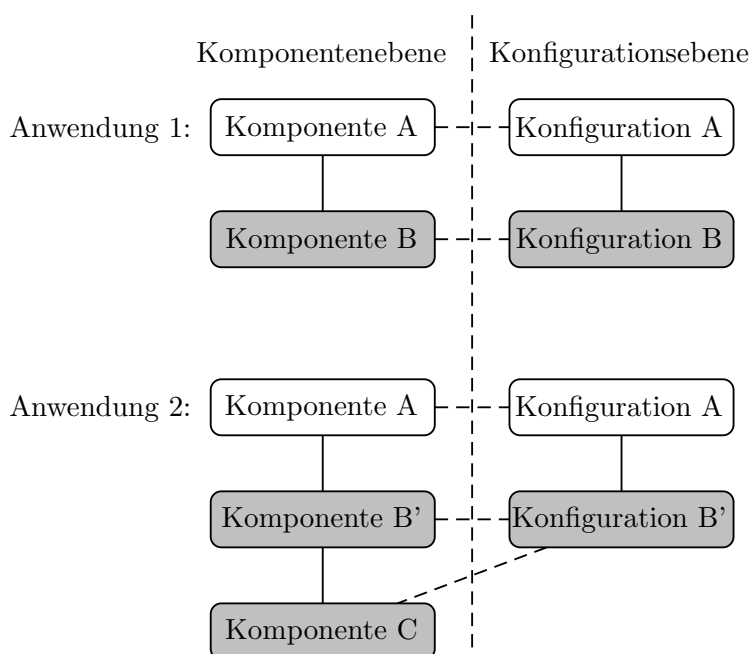 Komponentenebene Konfigurationsebene
Anwendung 1: Komponente A Konfiguration A
Komponente B Konfiguration B
Anwendung 2: Komponente A Konfiguration A
Komponente B' Konfiguration B'
Komponente C